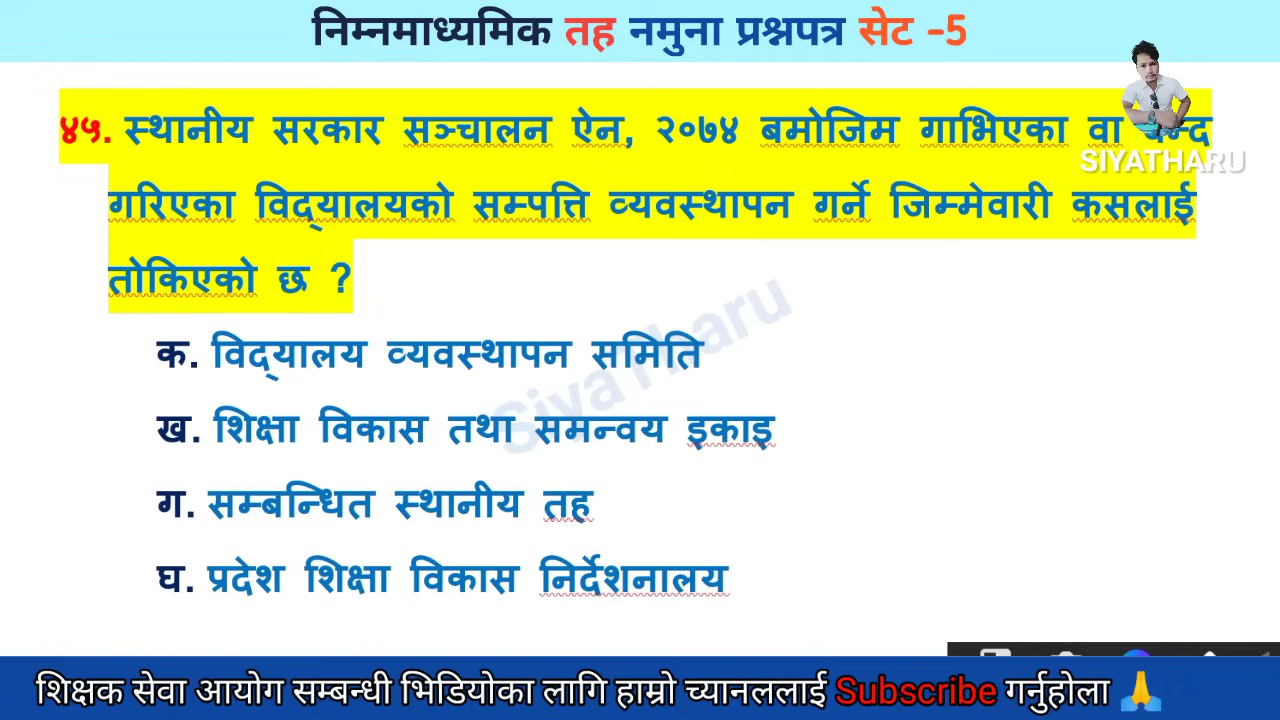 निम्नमाध्यमिक तह नमुना प्रश्नपत्र सेट -5
४५. स्थानीय सरकार सञ्चालन ऐन, २०७४ बमोजिम गाभिएका वा
SIYATHARU
गरिएका विद्यालयको सम्पत्ति व्यवस्थापन गर्ने जिम्मेवारी कसलाई
तोकिएको छ ?
SiyaTharu
क. विद्यालय व्यवस्थापन समिति
ख. शिक्षा विकास तथा समन्वय इकाइ
ग. सम्बन्धित स्थानीय तह
घ. प्रदेश शिक्षा विकास निर्देशनालय
शिक्षक सेवा आयोग सम्बन्धी भिडियोका लागि हाम्रो च्यानललाई Subscribe गर्नुहोला 🙏